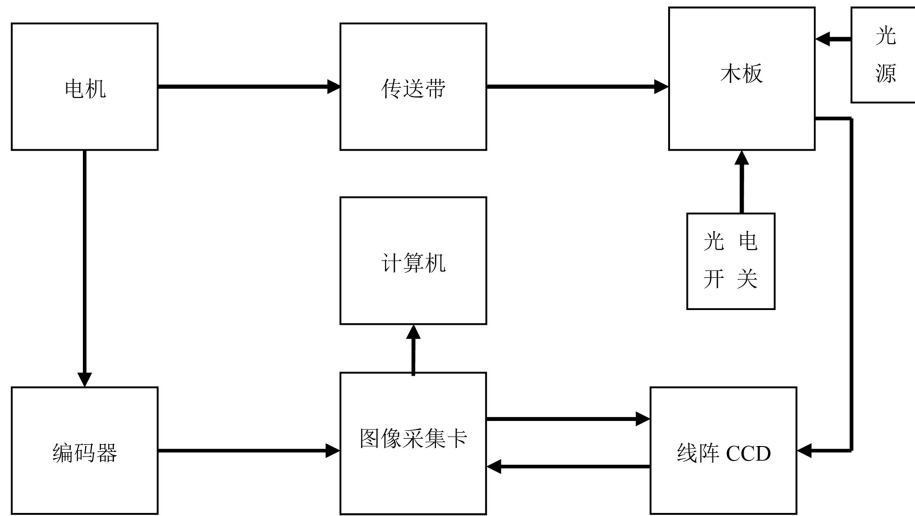 电机
传送带
木板
光
源
光 电
开 关
计算机
编码器
图像采集卡
线阵 CCD